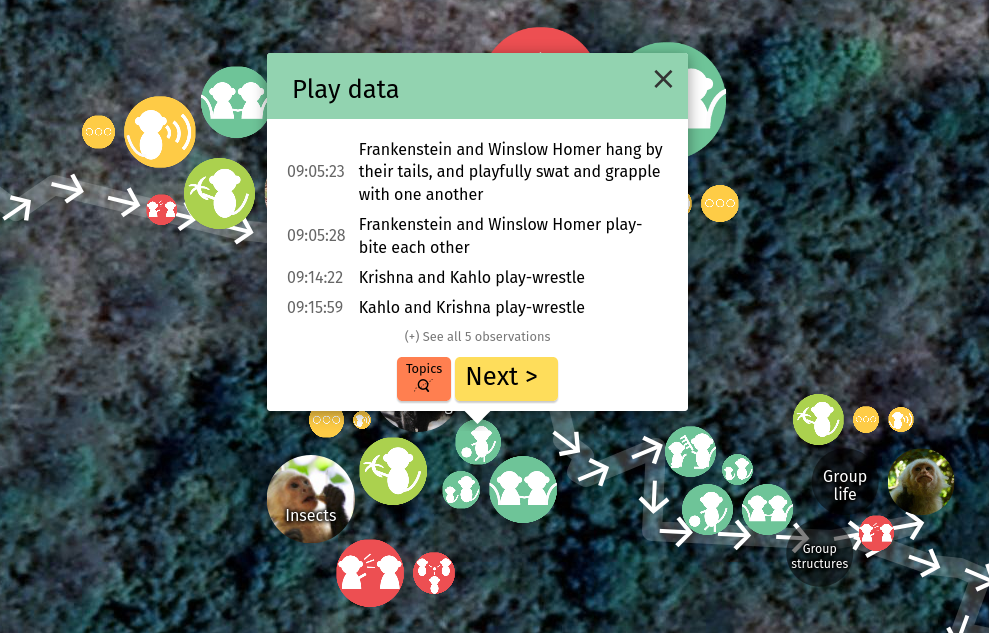 Play data
Frankenstein and Winslow Homer hang by
09:05:23
their tails, and playfully swat and grapple
with one another
Frankenstein and Winslow Homer play-
09:05:28
bite each other
09:14:22 Krishna and Kahlo play-wrestle
09:15:59 Kahlo and Krishna play-wrestle
(+) See all 5 observations
Topics
Next >
Insects
Group
life
Group
structures